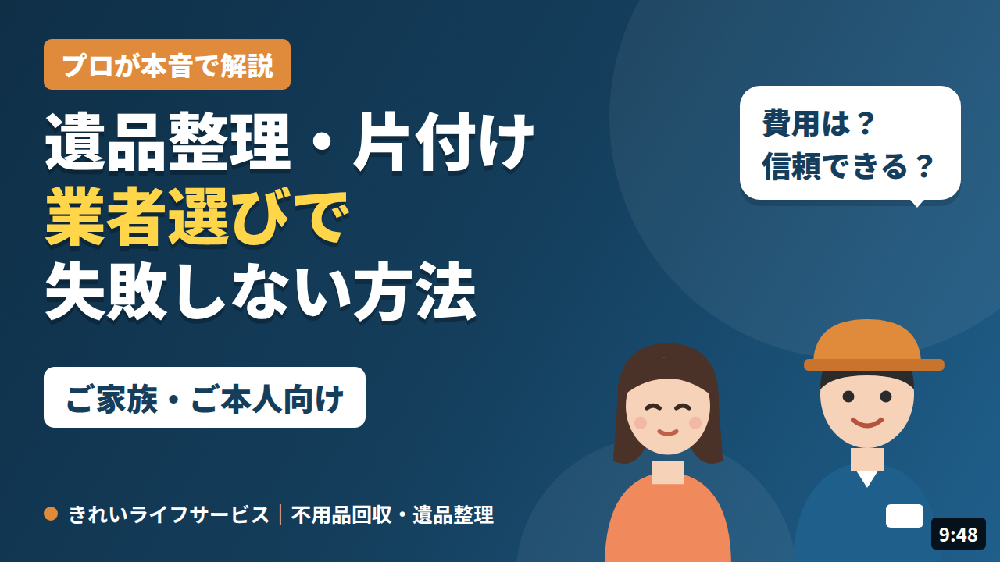 プロが本音で解説
遺品整理・片付け
業者選びで
失敗しない方法
費用は？
信頼できる？
ご家族・ご本人向け
きれいライフサービス｜不用品回収・遺品整理
9:48